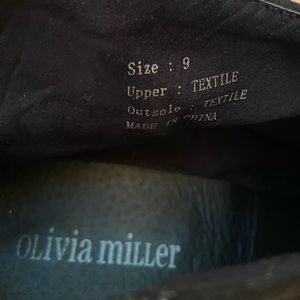 Size : 9
Upper : TEXTILE
Outsole : TEXTILE
MADE IN CHINA
OLivia miLLer